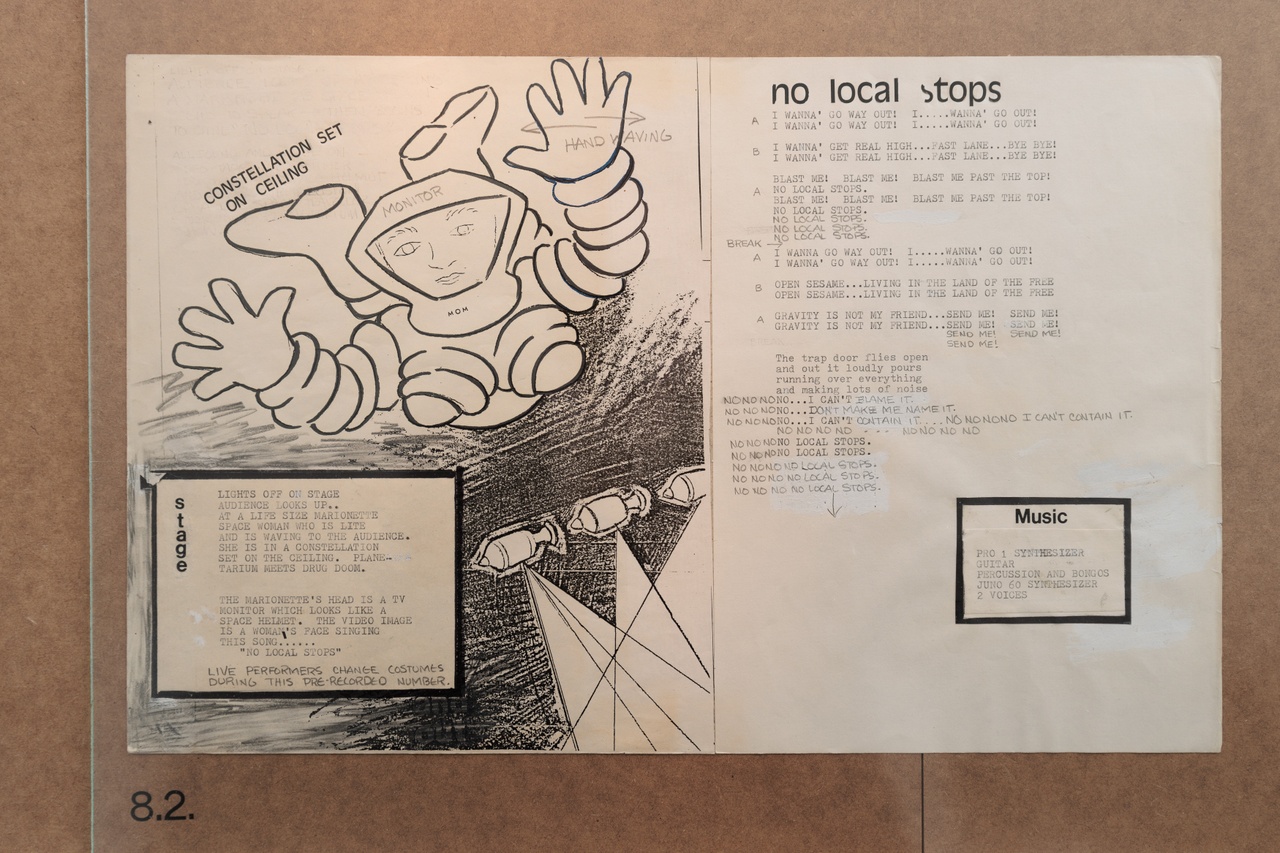 CONSTELLATION SET
ON CEILING
HAND WAVING
MONITOR
MOM
stage
LIGHTS OFF ON STAGE
AUDIENCE LOOKS UP..
AT A LIFE SIZE MARIONETTE
SPACE WOMAN WHO IS LITE
AND IS WAVING TO THE AUDIENCE.
SHE IS IN A CONSTELLATION
SET ON THE CEILING. PLANE-
TARIUM MEETS DRUG DOOM.
THE MARIONETTE'S HEAD IS A TV
MONITOR WHICH LOOKS LIKE A
SPACE HELMET. THE VIDEO IMAGE
IS A WOMAN'S FACE SINGING
THIS SONG......
"NO LOCAL STOPS"
LIVE PERFORMERS CHANGE COSTUMES
DURING THIS PRE-RECORDED NUMBER.
no local stops
I WANNA' GO WAY OUT! I.....WANNA' GO OUT!
A I WANNA' GO WAY OUT! I.....WANNA' GO OUT!
B I WANNA' GET REAL HIGH...FAST LANE...BYE BYE!
I WANNA' GET REAL HIGH...FAST LANE...BYE BYE!
BLAST ME! BLAST ME! BLAST ME PAST THE TOP!
A NO LOCAL STOPS.
BLAST ME! BLAST ME! BLAST ME PAST THE TOP!
NO LOCAL STOPS.
NO LOCAL STOPS.
NO LOCAL STOPS.
NO LOCAL STOPS.
BREAK
A I WANNA GO WAY OUT! I.....WANNA' GO OUT!
I WANNA' GO WAY OUT! I.....WANNA' GO OUT!
B OPEN SESAME...LIVING IN THE LAND OF THE FREE
OPEN SESAME...LIVING IN THE LAND OF THE FREE
A GRAVITY IS NOT MY FRIEND...SEND ME! SEND ME!
GRAVITY IS NOT MY FRIEND...SEND ME! SEND ME!
SEND ME! SEND ME!
SEND ME!
The trap door flies open
and out it loudly pours
running over everything
and making lots of noise
NO NO NONO...I CAN'T BLAME IT.
NO NO NONO...DON'T MAKE ME NAME IT.
NO NO NONO...I CAN'T CONTAIN IT.... NO NO NO NO I CAN'T CONTAIN IT.
NO NO NO NO - - - NO NO NO NO
NO NO NO NO LOCAL STOPS.
NO NO NO NO LOCAL STOPS.
NO NO NO NO LOCAL STOPS.
NO NO NO NO LOCAL STOPS.
NO NO NO NO LOCAL STOPS.
Music
PRO 1 SYNTHESIZER
GUITAR
PERCUSSION AND BONGOS
JUNO 60 SYNTHESIZER
2 VOICES
8.2.